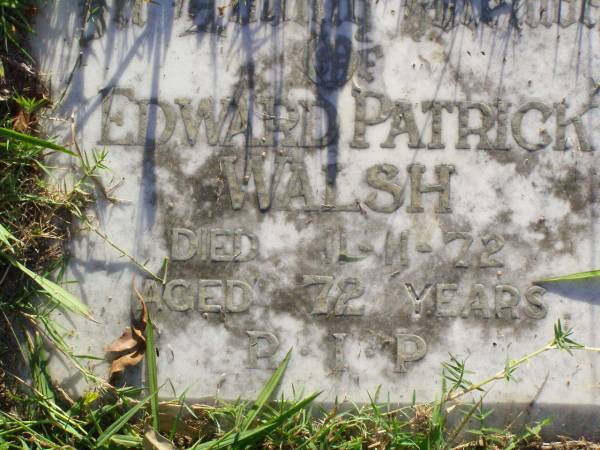 OF
EDWARD PATRICK
WALSH
DIED 11-11-72
AGED 72 YEARS
R·I·P